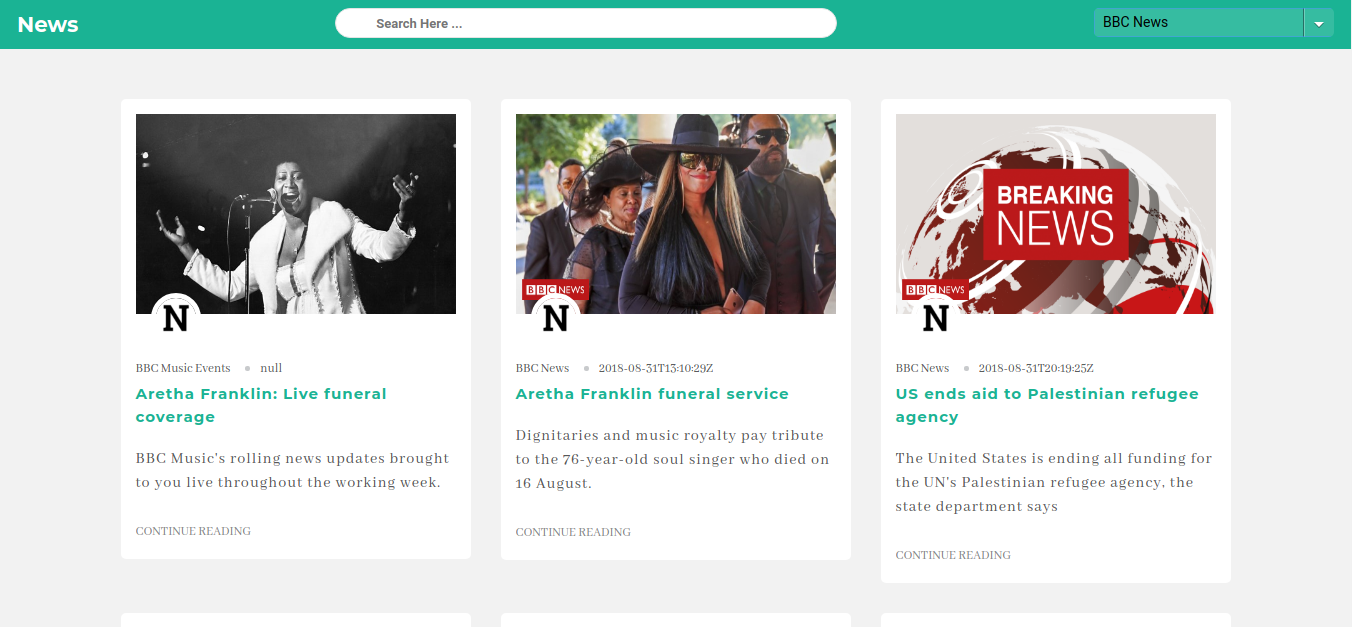 News
Search Here ...
BBC News
BREAKING
NEWS
BBC NEWS
BBC NEWS
N
N
N
BBC Music Events • null
BBC News • 2018-08-31T13:10:29Z
BBC News • 2018-08-31T20:19:25Z
Aretha Franklin: Live funeral
coverage
BBC Music's rolling news updates brought
to you live throughout the working week.
CONTINUE READING
Aretha Franklin funeral service
Dignitaries and music royalty pay tribute
to the 76-year-old soul singer who died on
16 August.
CONTINUE READING
US ends aid to Palestinian refugee
agency
The United States is ending all funding for
the UN's Palestinian refugee agency, the
state department says
CONTINUE READING